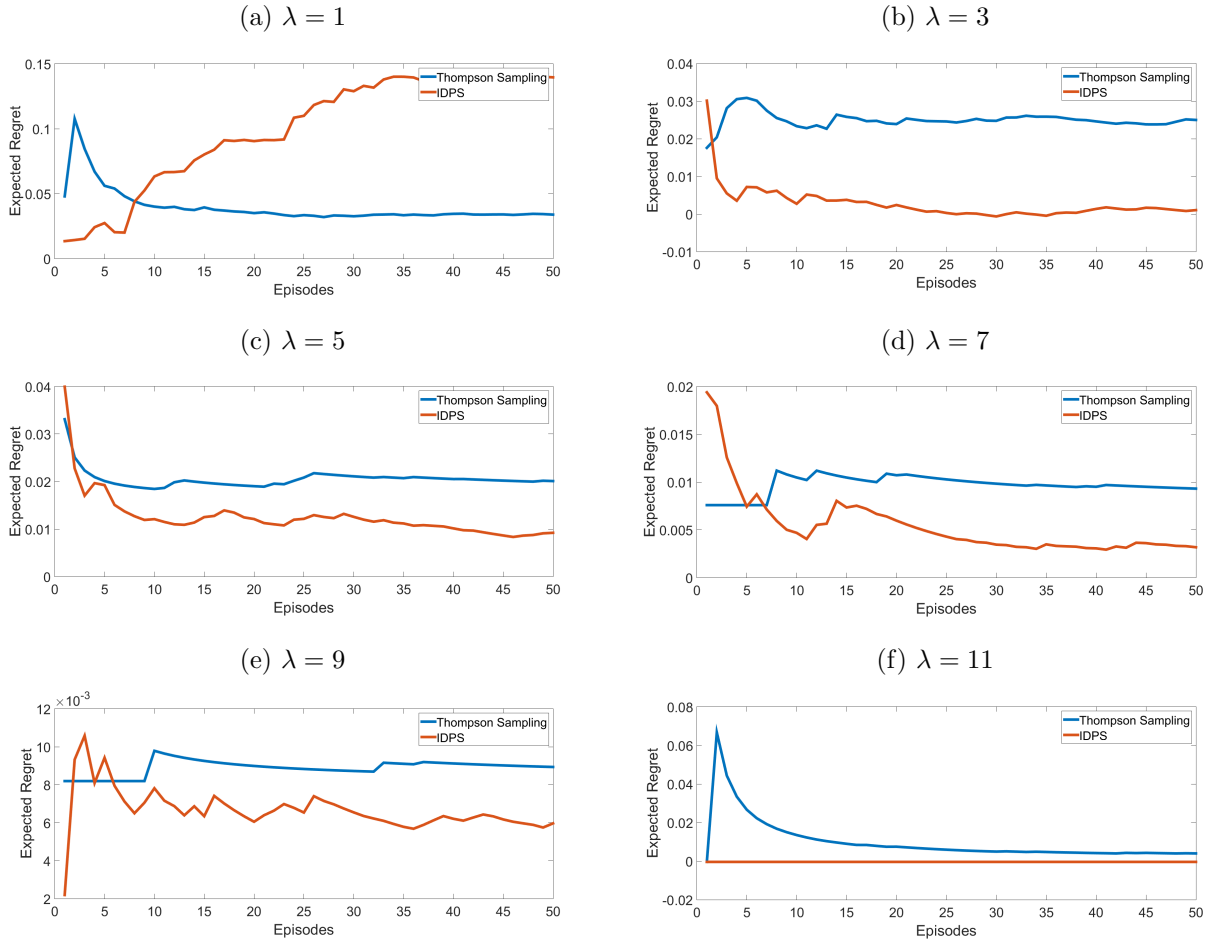 (a) λ = 1
0.15
0.1
0.05
0
Expected Regret
Thompson Sampling
IDPS
0 5 10 15 20 25 30 35 40 45 50
Episodes
(b) λ = 3
0.04
0.03
0.02
0.01
0
-0.01
Expected Regret
Thompson Sampling
IDPS
0 5 10 15 20 25 30 35 40 45 50
Episodes
(c) λ = 5
0.04
0.03
0.02
0.01
0
Expected Regret
Thompson Sampling
IDPS
0 5 10 15 20 25 30 35 40 45 50
Episodes
(d) λ = 7
0.02
0.015
0.01
0.005
0
Expected Regret
Thompson Sampling
IDPS
0 5 10 15 20 25 30 35 40 45 50
Episodes
(e) λ = 9
×10⁻³
12
10
8
6
4
2
Expected Regret
Thompson Sampling
IDPS
0 5 10 15 20 25 30 35 40 45 50
Episodes
(f) λ = 11
0.08
0.06
0.04
0.02
0
-0.02
Expected Regret
Thompson Sampling
IDPS
0 5 10 15 20 25 30 35 40 45 50
Episodes